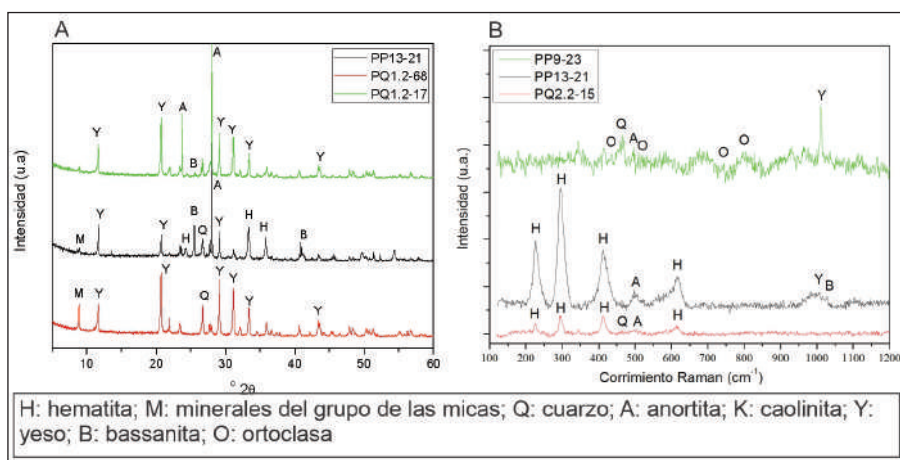 A
PP13-21
PQ1.2-68
PQ1.2-17
Intensidad (u.a)
Y
Y
A
B
A
Y
Y
Y
Y
M
Y
Y
H
B
Q
A
Y
H
H
B
M
Y
Y
Q
Y
Y
Y
Y
5 10 20 30 40 50 60
° 2θ
B
PP9-23
PP13-21
PQ2.2-15
Intensidad (u.a.)
O
Q
A
O
O
O
Y
H
H
H
A
H
Y
B
H
H
H
Q
A
H
100 200 300 400 500 600 700 800 900 1000 1100 1200
Corrimiento Raman (cm⁻¹)
H: hematita; M: minerales del grupo de las micas; Q: cuarzo; A: anortita; K: caolinita; Y:
yeso; B: bassanita; O: ortoclasa